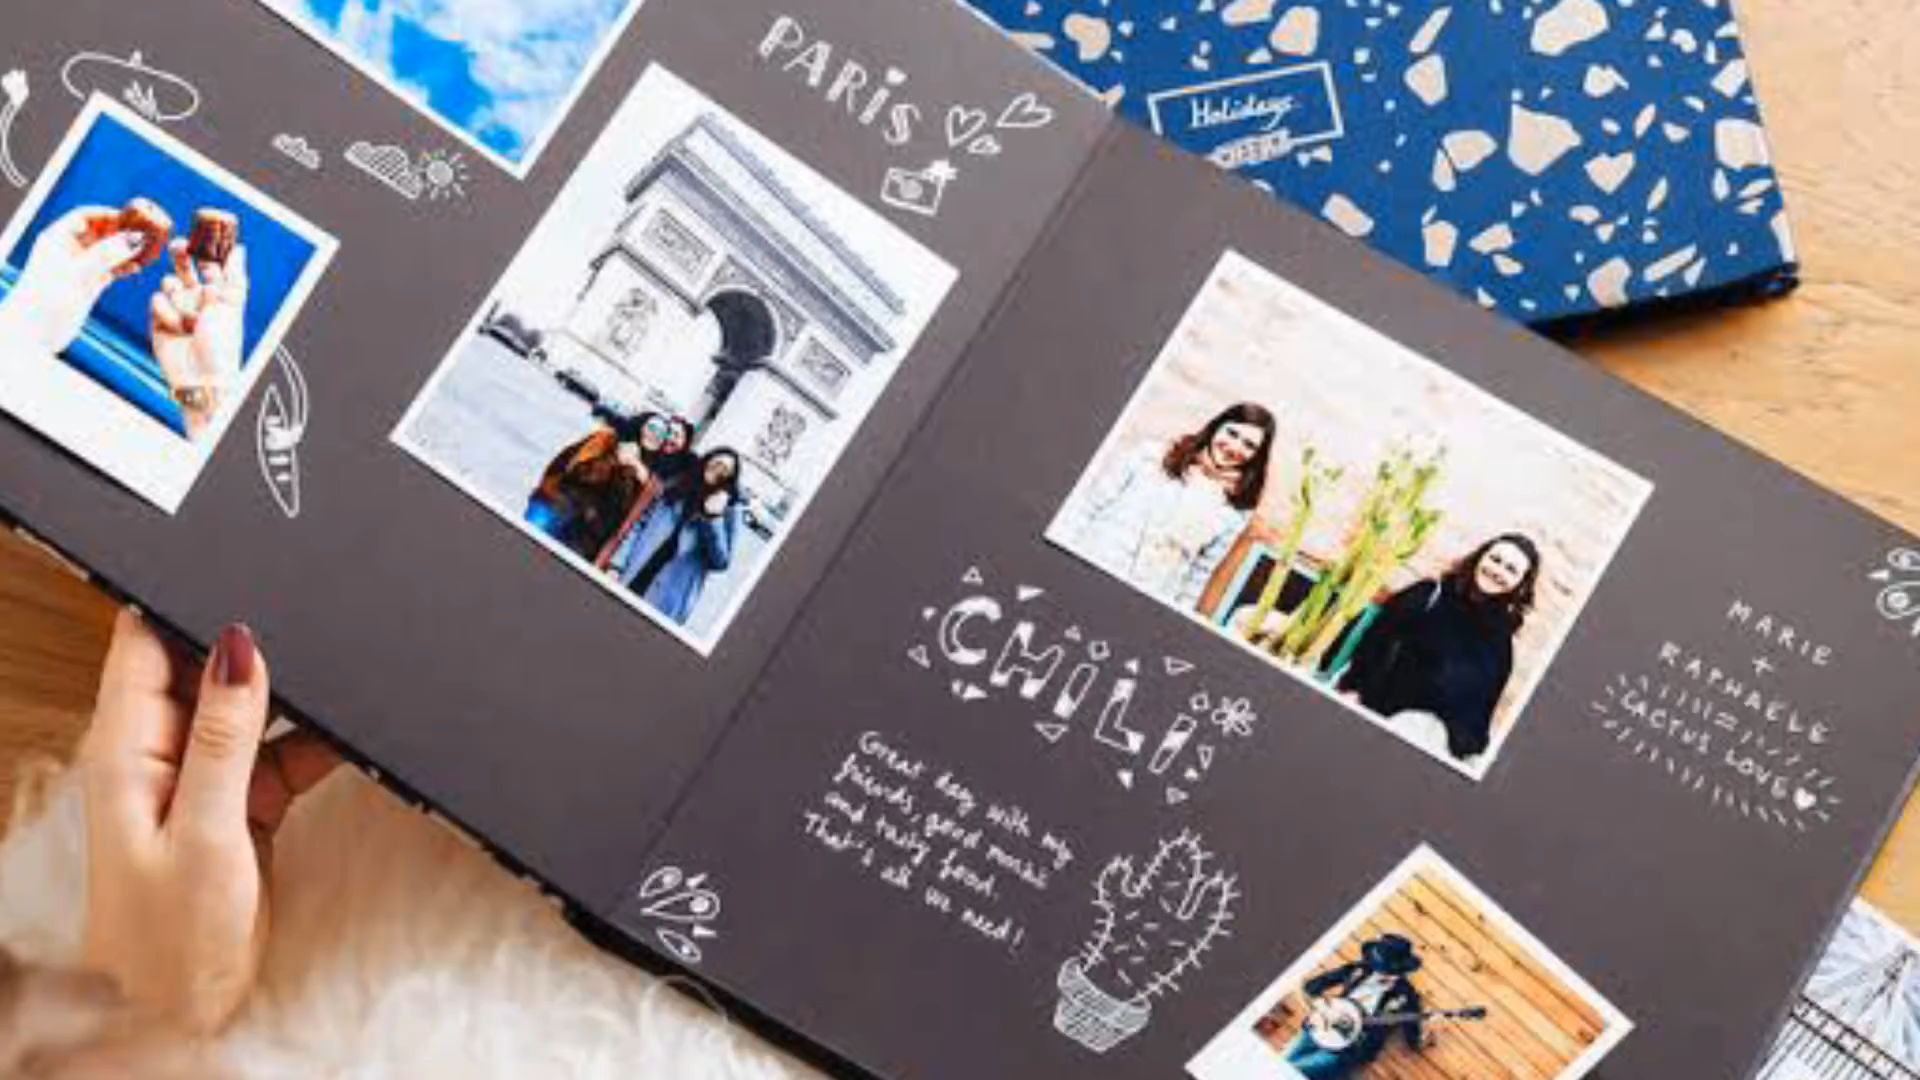 PARIS
Holidays
CHILI
Great day with my
friends, good music
and tasty food.
That's all we need!
MARIE
+
RAPHAELE
=
CACTUS LOVE